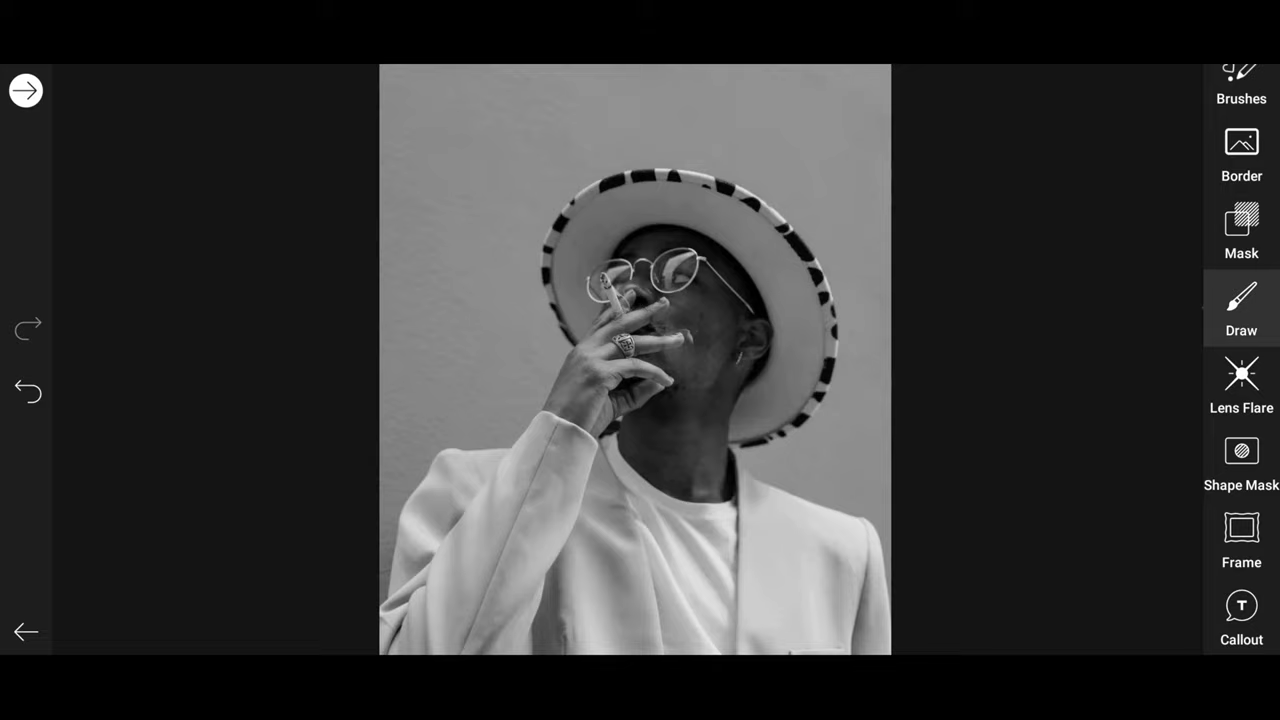 Brushes
Border
Mask
Draw
Lens Flare
Shape Mask
Frame
T
Callout